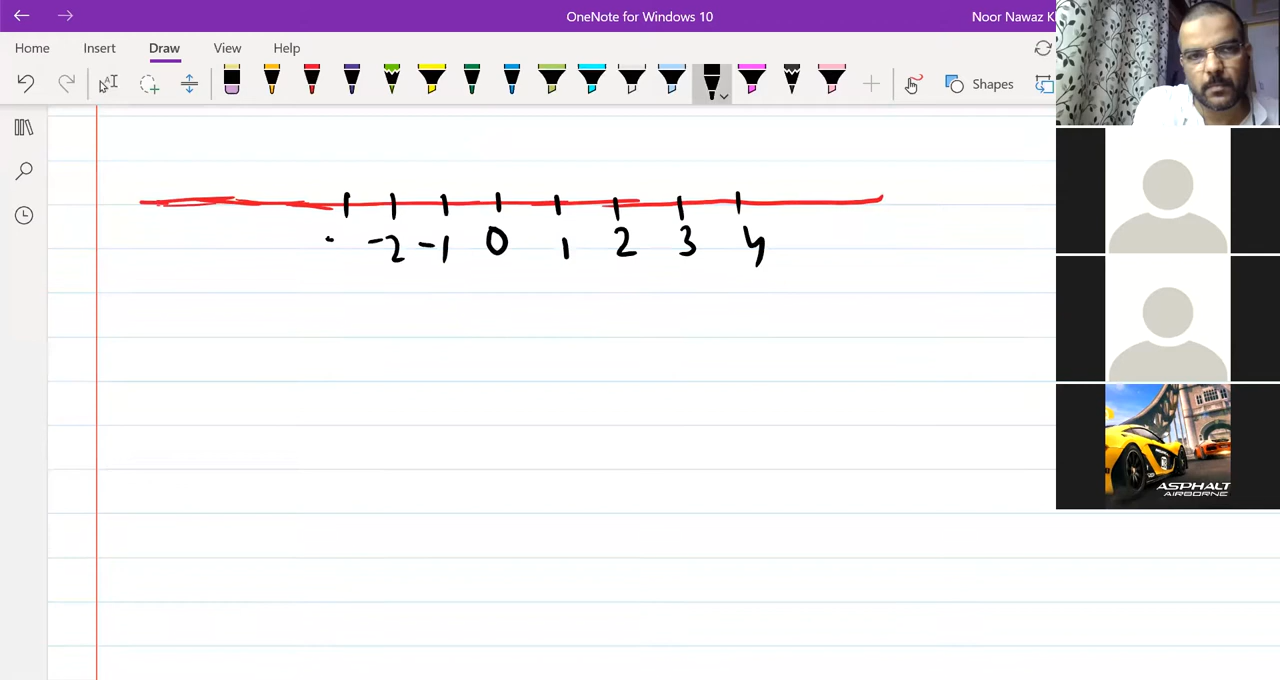 OneNote for Windows 10
Noor Nawaz K
Home Insert Draw View Help
Shapes
-2 -1 0 1 2 3 4
ASPHALT
AIRBORNE